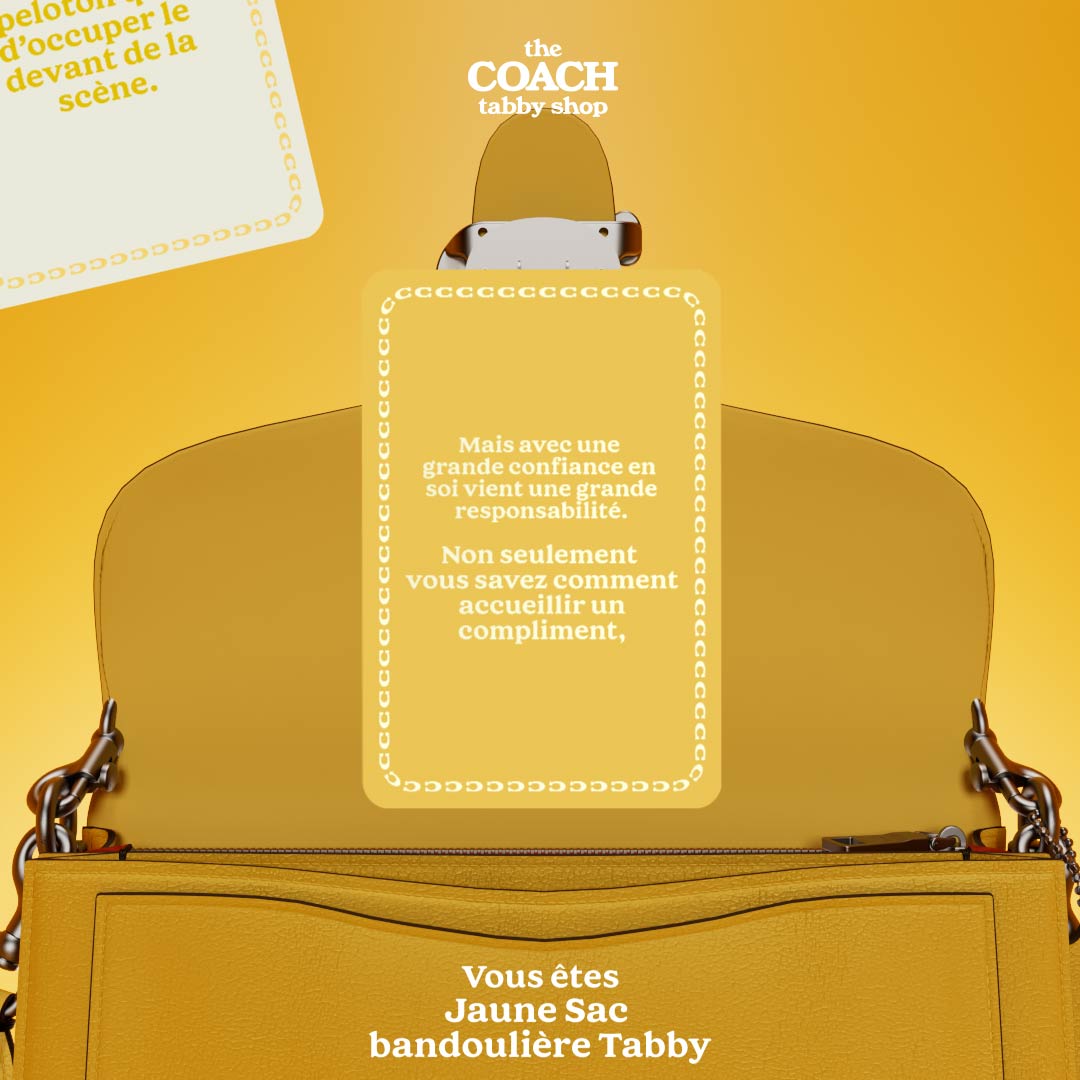 d'occuper le
devant de la
scène.
the
COACH
tabby shop
Mais avec une
grande confiance en
soi vient une grande
responsabilité.
Non seulement
vous savez comment
accueillir un
compliment,
Vous êtes
Jaune Sac
bandoulière Tabby